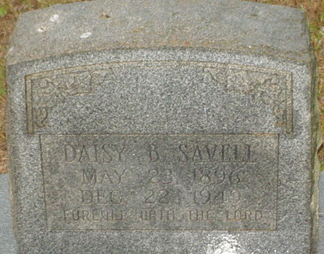 DAISY B. SAVELL
MAY 23 1896
DEC. 22 1949
FOREVER WITH THE LORD